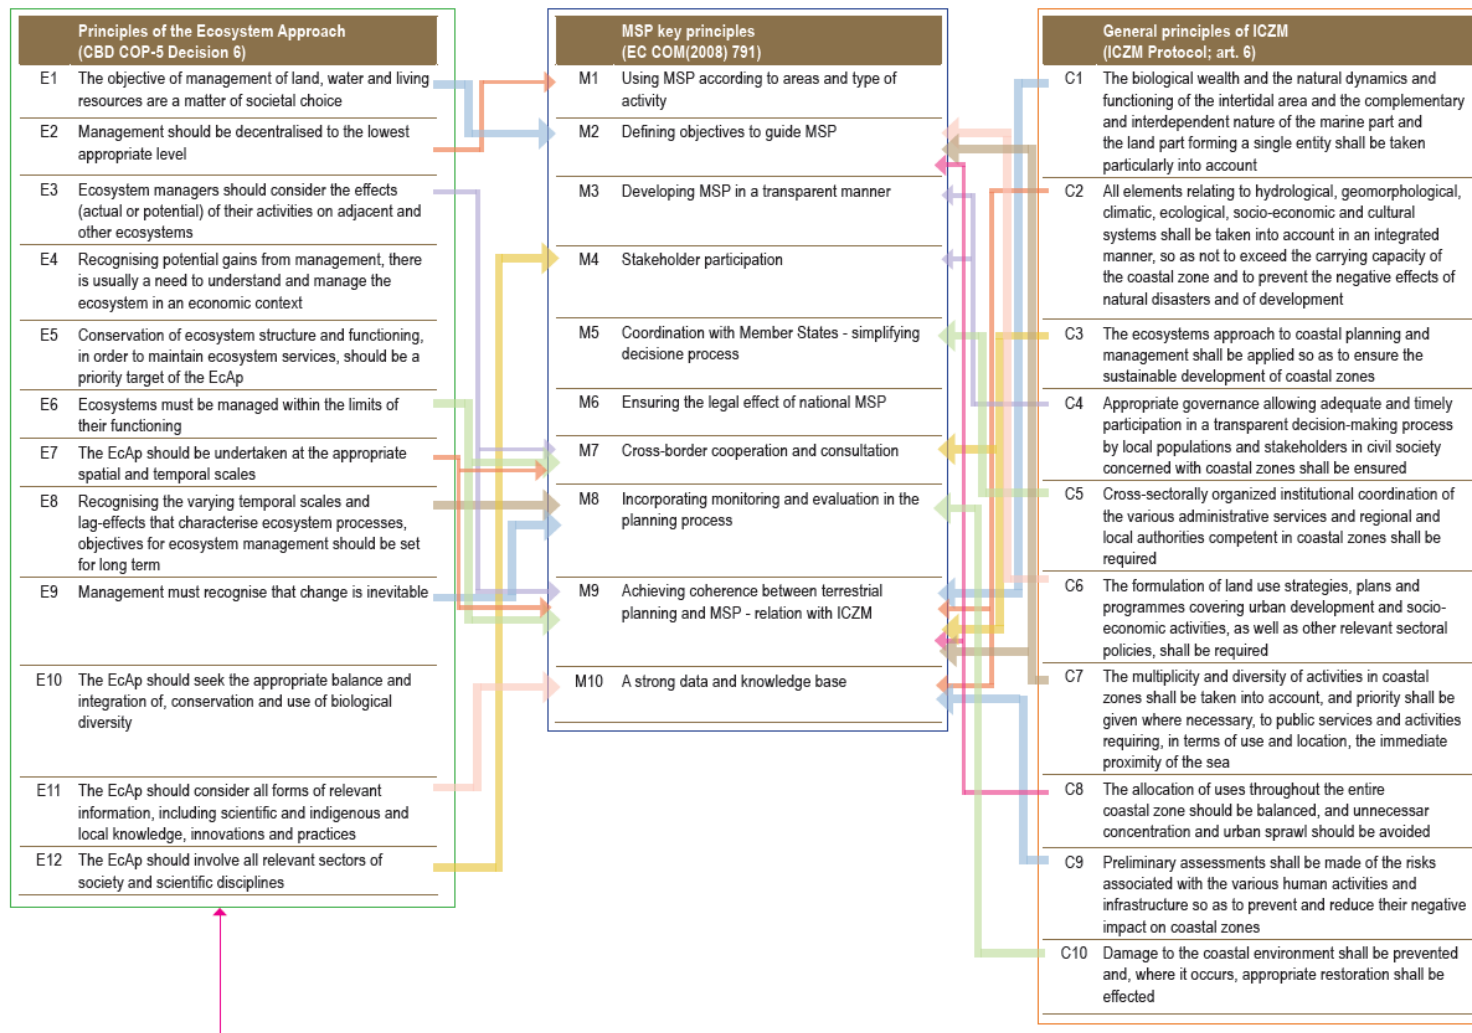 Principles of the Ecosystem Approach
(CBD COP-5 Decision 6)
E1 The objective of management of land, water and living
resources are a matter of societal choice
E2 Management should be decentralised to the lowest
appropriate level
E3 Ecosystem managers should consider the effects
(actual or potential) of their activities on adjacent and
other ecosystems
E4 Recognising potential gains from management, there
is usually a need to understand and manage the
ecosystem in an economic context
E5 Conservation of ecosystem structure and functioning,
in order to maintain ecosystem services, should be a
priority target of the EcAp
E6 Ecosystems must be managed within the limits of
their functioning
E7 The EcAp should be undertaken at the appropriate
spatial and temporal scales
E8 Recognising the varying temporal scales and
lag-effects that characterise ecosystem processes,
objectives for ecosystem management should be set
for long term
E9 Management must recognise that change is inevitable
E10 The EcAp should seek the appropriate balance and
integration of, conservation and use of biological
diversity
E11 The EcAp should consider all forms of relevant
information, including scientific and indigenous and
local knowledge, innovations and practices
E12 The EcAp should involve all relevant sectors of
society and scientific disciplines
MSP key principles
(EC COM(2008) 791)
M1 Using MSP according to areas and type of
activity
M2 Defining objectives to guide MSP
M3 Developing MSP in a transparent manner
M4 Stakeholder participation
M5 Coordination with Member States - simplifying
decisione process
M6 Ensuring the legal effect of national MSP
M7 Cross-border cooperation and consultation
M8 Incorporating monitoring and evaluation in the
planning process
M9 Achieving coherence between terrestrial
planning and MSP - relation with ICZM
M10 A strong data and knowledge base
General principles of ICZM
(ICZM Protocol; art. 6)
C1 The biological wealth and the natural dynamics and
functioning of the intertidal area and the complementary
and interdependent nature of the marine part and
the land part forming a single entity shall be taken
particularly into account
C2 All elements relating to hydrological, geomorphological,
climatic, ecological, socio-economic and cultural
systems shall be taken into account in an integrated
manner, so as not to exceed the carrying capacity of
the coastal zone and to prevent the negative effects of
natural disasters and of development
C3 The ecosystems approach to coastal planning and
management shall be applied so as to ensure the
sustainable development of coastal zones
C4 Appropriate governance allowing adequate and timely
participation in a transparent decision-making process
by local populations and stakeholders in civil society
concerned with coastal zones shall be ensured
C5 Cross-sectorally organized institutional coordination of
the various administrative services and regional and
local authorities competent in coastal zones shall be
required
C6 The formulation of land use strategies, plans and
programmes covering urban development and socio-
economic activities, as well as other relevant sectoral
policies, shall be required
C7 The multiplicity and diversity of activities in coastal
zones shall be taken into account, and priority shall be
given where necessary, to public services and activities
requiring, in terms of use and location, the immediate
proximity of the sea
C8 The allocation of uses throughout the entire
coastal zone should be balanced, and unnecessar
concentration and urban sprawl should be avoided
C9 Preliminary assessments shall be made of the risks
associated with the various human activities and
infrastructure so as to prevent and reduce their negative
impact on coastal zones
C10 Damage to the coastal environment shall be prevented
and, where it occurs, appropriate restoration shall be
effected